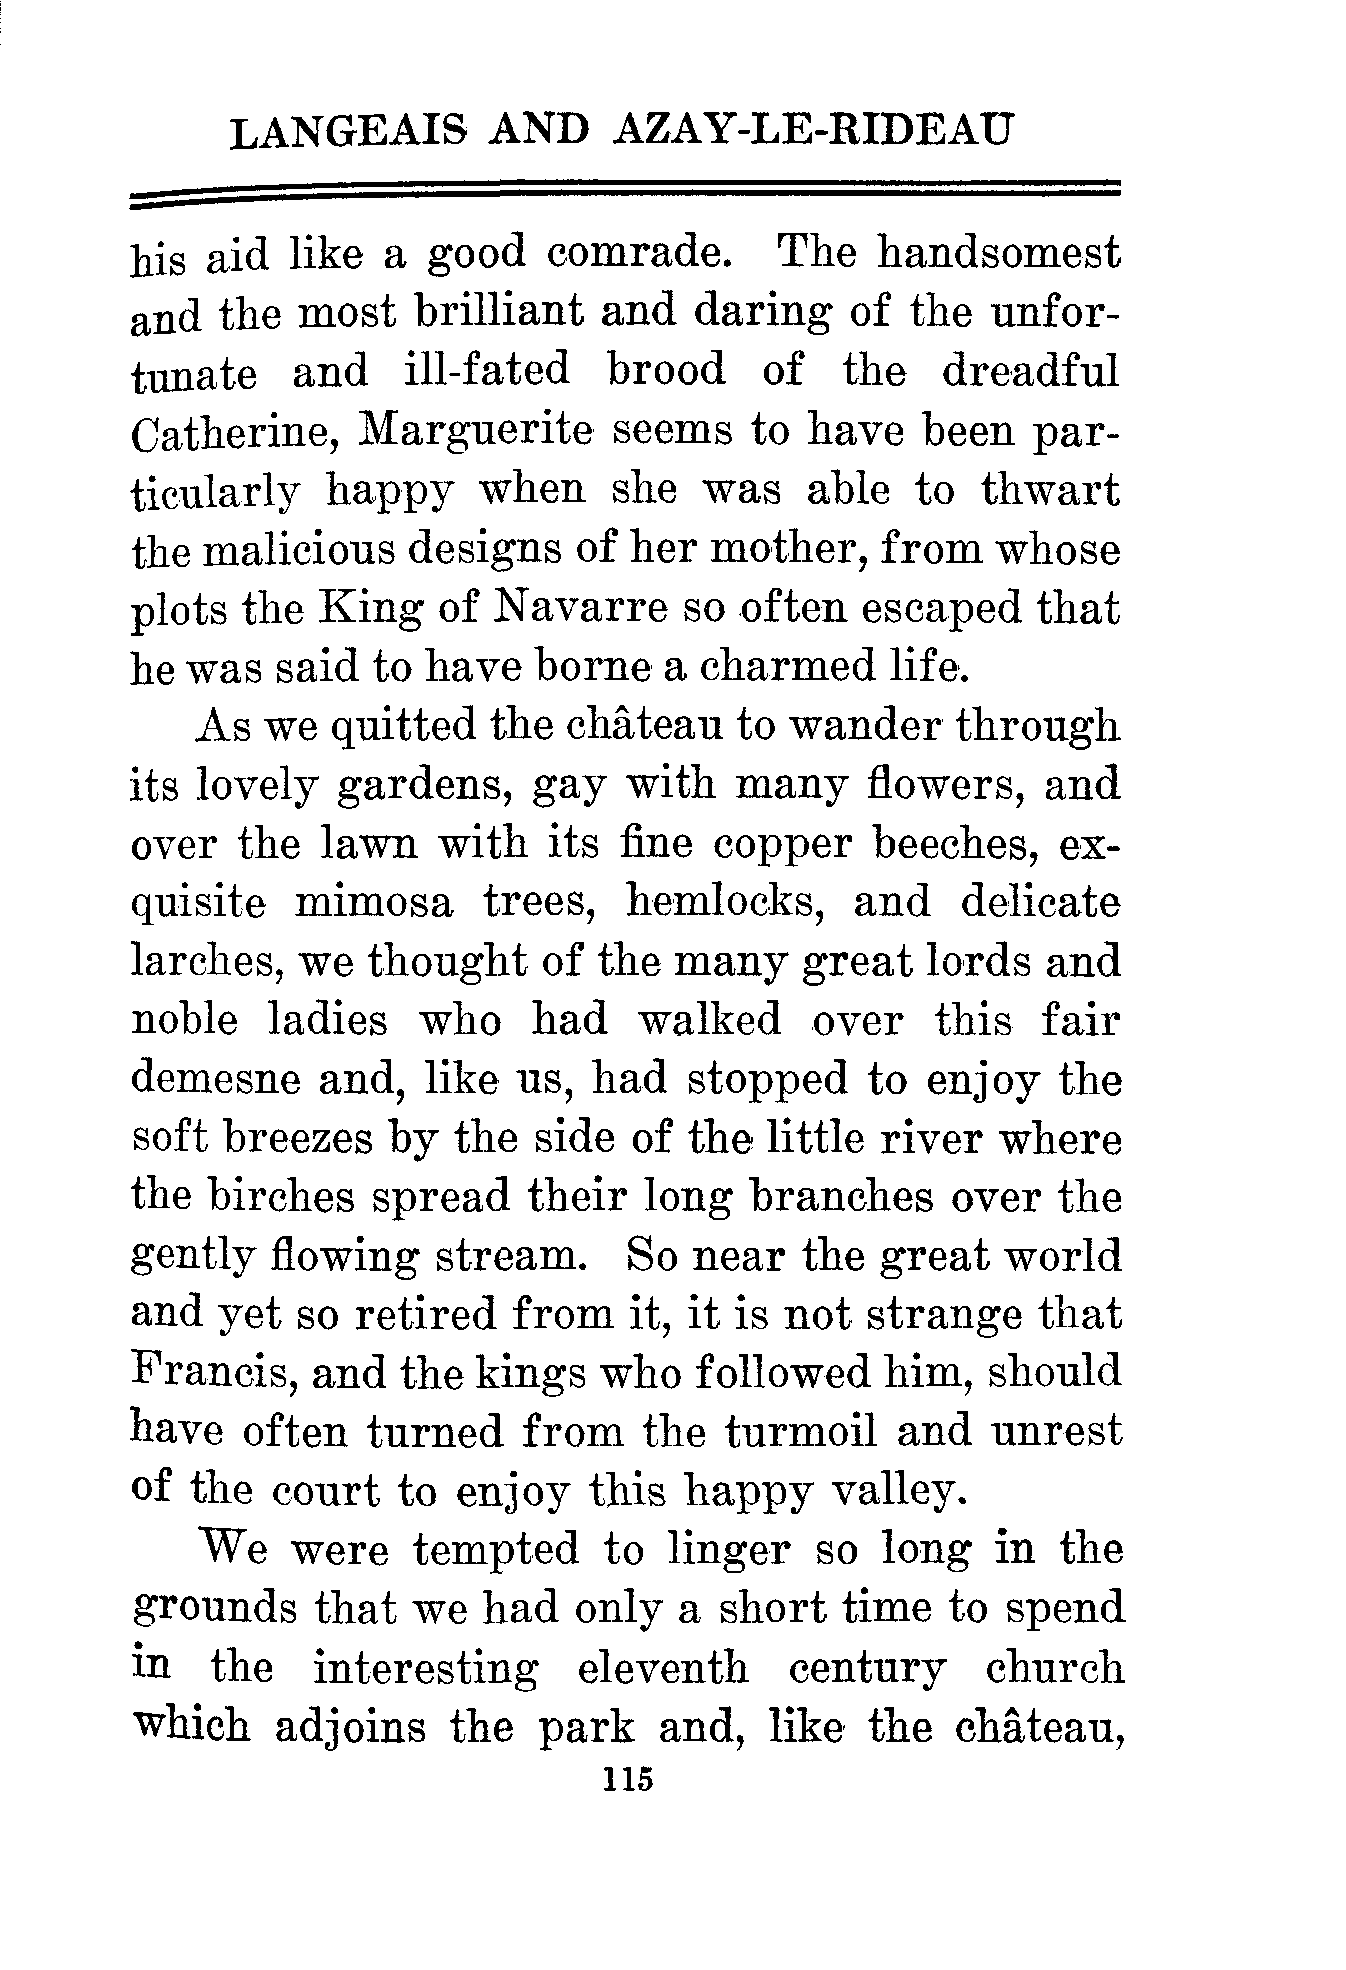 LANGEAIS AND AZAY-LE-RIDEAU
his aid like a good comrade. The handsomest
and the most brilliant and daring of the unfor-
tunate and ill-fated brood of the dreadful
Catherine, Marguerite seems to have been par-
ticularly happy when she was able to thwart
the malicious designs of her mother, from whose
plots the King of Navarre so often escaped that
he was said to have borne a charmed life.
As we quitted the château to wander through
its lovely gardens, gay with many flowers, and
over the lawn with its fine copper beeches, ex-
quisite mimosa trees, hemlocks, and delicate
larches, we thought of the many great lords and
noble ladies who had walked over this fair
demesne and, like us, had stopped to enjoy the
soft breezes by the side of the little river where
the birches spread their long branches over the
gently flowing stream. So near the great world
and yet so retired from it, it is not strange that
Francis, and the kings who followed him, should
have often turned from the turmoil and unrest
of the court to enjoy this happy valley.
We were tempted to linger so long in the
grounds that we had only a short time to spend
in the interesting eleventh century church
which adjoins the park and, like the château,
115